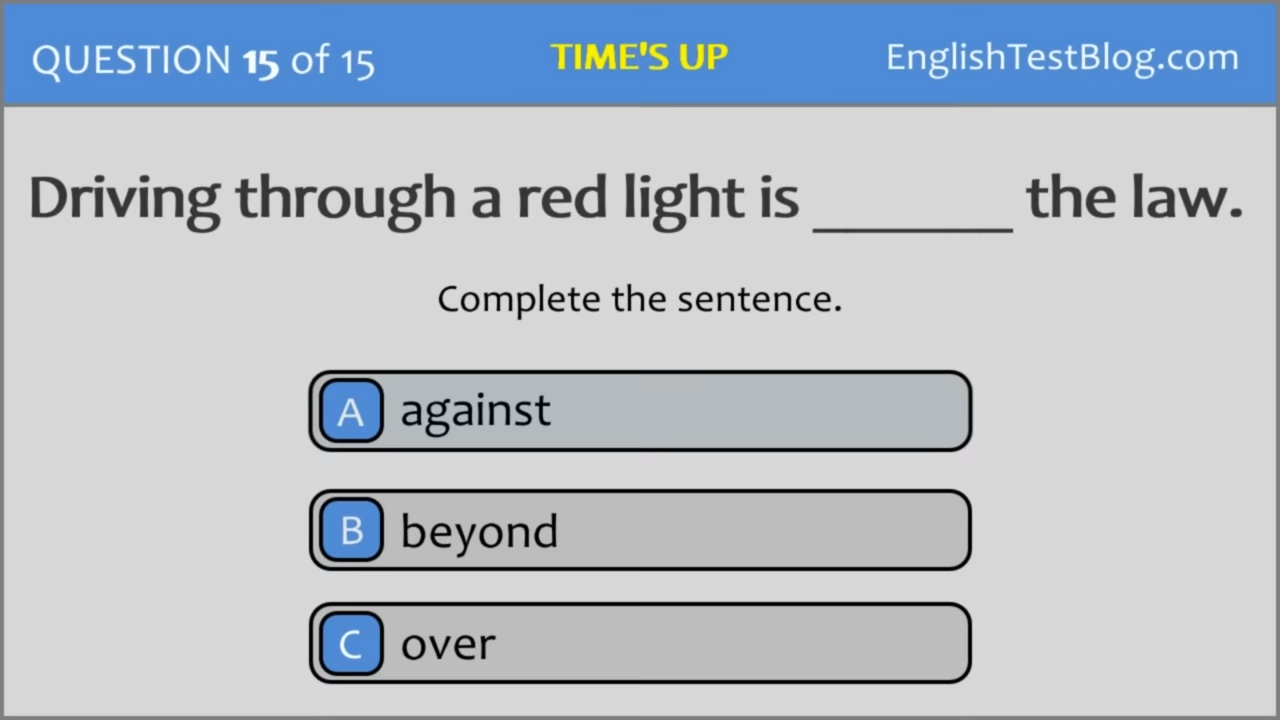 QUESTION 15 of 15
TIME'S UP
EnglishTestBlog.com
Driving through a red light is ______ the law.
Complete the sentence.
A against
B beyond
C over